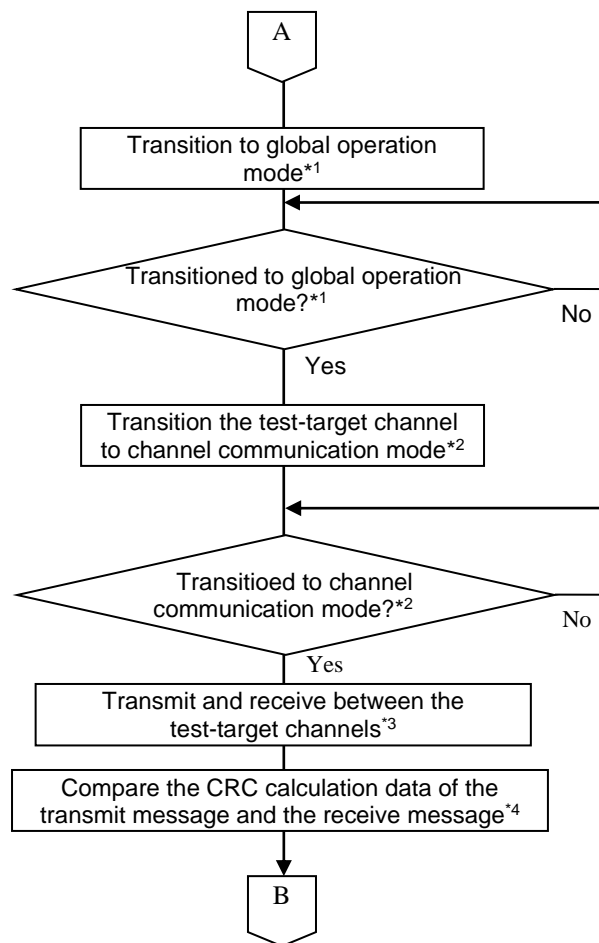 A
Transition to global operation
mode*1
Transitioned to global operation
mode?*1
No
Yes
Transition the test-target channel
to channel communication mode*2
Transitioed to channel
communication mode?*2
No
Yes
Transmit and receive between the
test-target channels*3
Compare the CRC calculation data of the
transmit message and the receive message*4
B